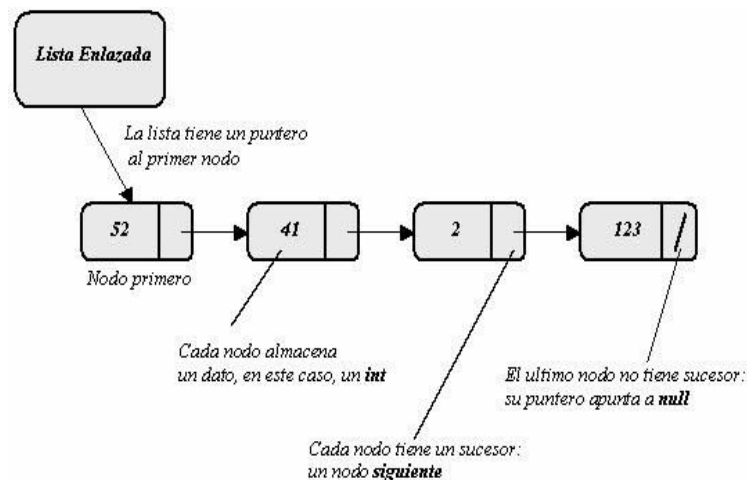 Lista Enlazada
La lista tiene un puntero
al primer nodo
52
41
2
123
Nodo primero
Cada nodo almacena
un dato, en este caso, un int
El ultimo nodo no tiene sucesor:
su puntero apunta a null
Cada nodo tiene un sucesor:
un nodo siguiente